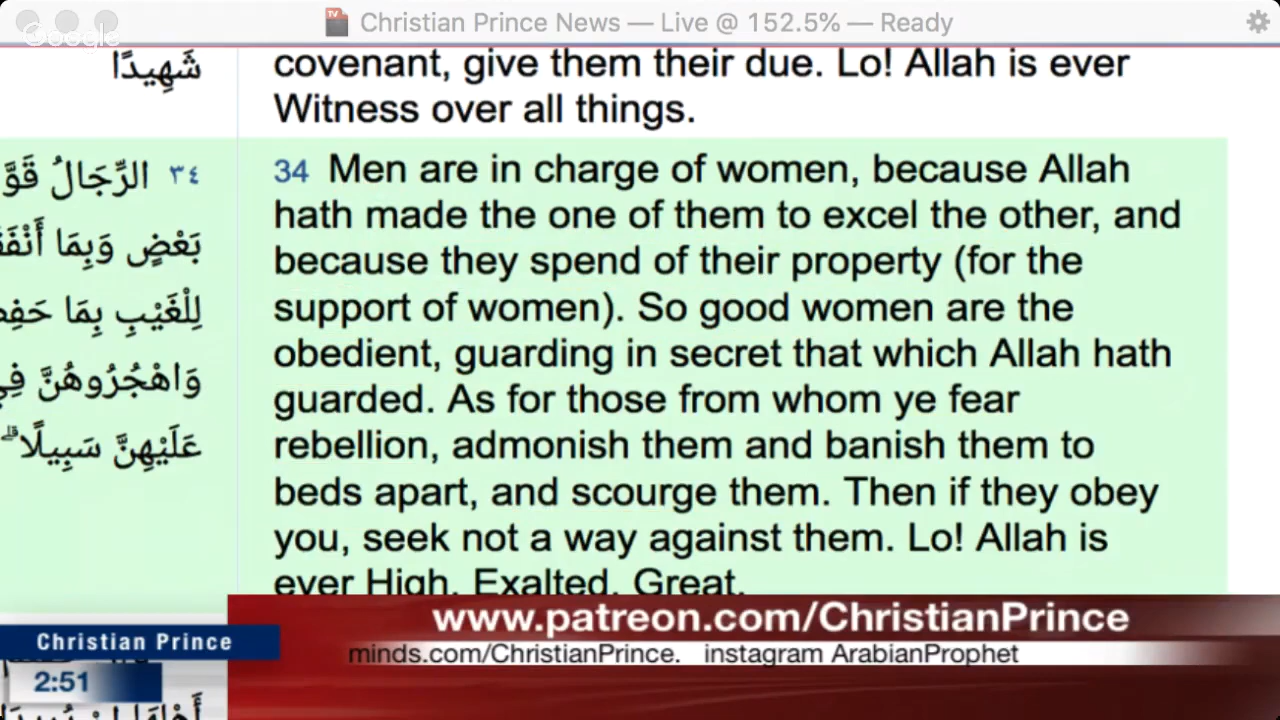 Christian Prince News — Live @ 152.5% — Ready
Google
شَهِيدًا
covenant, give them their due. Lo! Allah is ever
Witness over all things.
٣٤ الرِّجَالُ
بَعْضٍ وَبِمَا
لِلْغَيْبِ بِمَا
وَاهْجُرُوهُنَّ
عَلَيْهِنَّ سَبِيلًا ۗ
34 Men are in charge of women, because Allah
hath made the one of them to excel the other, and
because they spend of their property (for the
support of women). So good women are the
obedient, guarding in secret that which Allah hath
guarded. As for those from whom ye fear
rebellion, admonish them and banish them to
beds apart, and scourge them. Then if they obey
you, seek not a way against them. Lo! Allah is
ever High, Exalted, Great.
www.patreon.com/ChristianPrince
Christian Prince
minds.com/ChristianPrince. instagram ArabianProphet
2:51